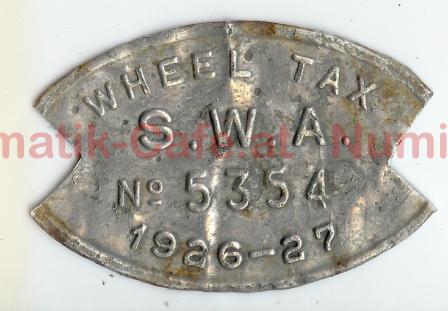 WHEEL TAX
S.W.A.
matik-Cafe.at Numi
No 5354
1926-27